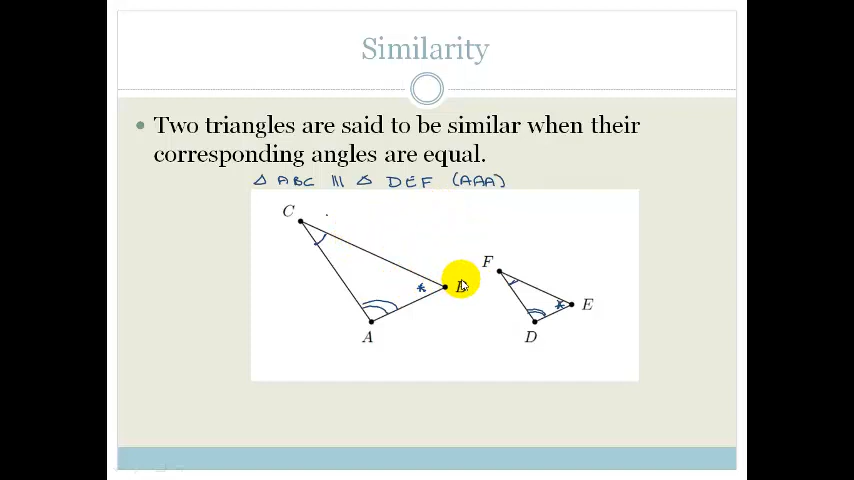 Similarity
Two triangles are said to be similar when their
corresponding angles are equal.
△ ABC ||| △ DEF (AAA)
C
F
E
A
D